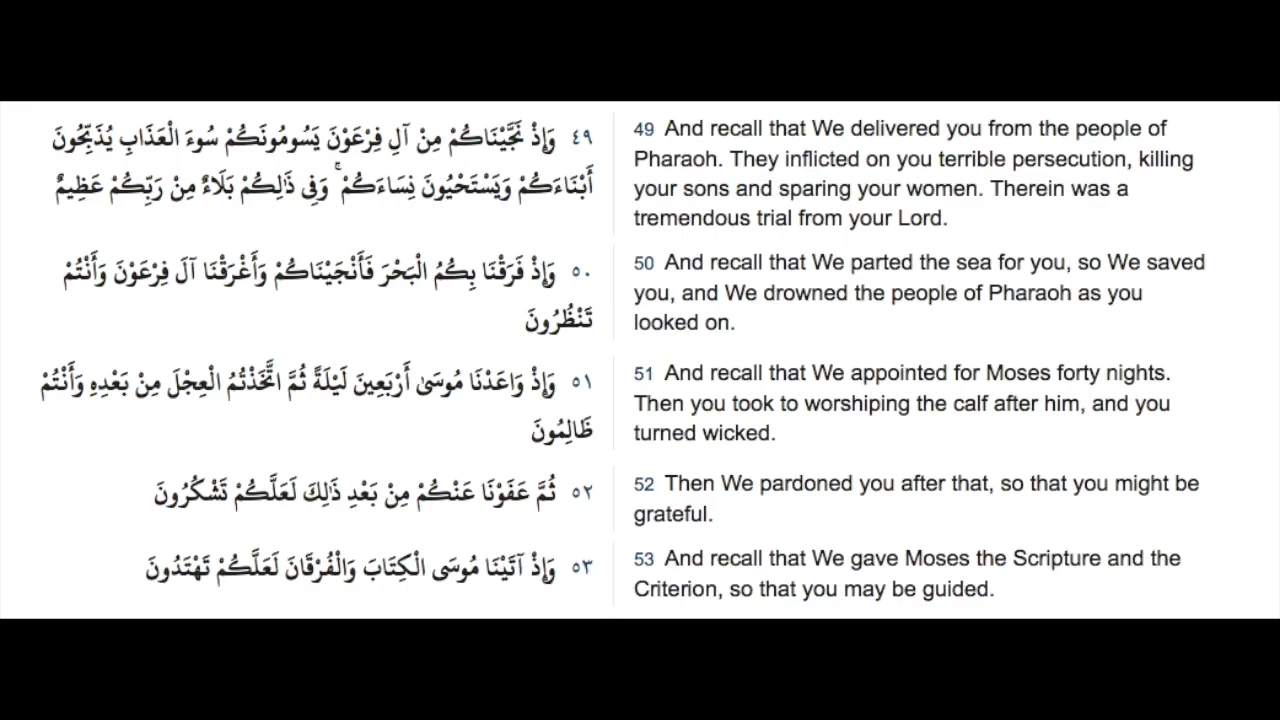 ٤٩ وَإِذْ نَجَّيْنَاكُمْ مِنْ آلِ فِرْعَوْنَ يَسُومُونَكُمْ سُوءَ الْعَذَابِ يُذَبِّحُونَ
أَبْنَاءَكُمْ وَيَسْتَحْيُونَ نِسَاءَكُمْ ۚ وَفِي ذَٰلِكُمْ بَلَاءٌ مِنْ رَبِّكُمْ عَظِيمٌ
49 And recall that We delivered you from the people of
Pharaoh. They inflicted on you terrible persecution, killing
your sons and sparing your women. Therein was a
tremendous trial from your Lord.
٥٠ وَإِذْ فَرَقْنَا بِكُمُ الْبَحْرَ فَأَنْجَيْنَاكُمْ وَأَغْرَقْنَا آلَ فِرْعَوْنَ وَأَنْتُمْ
تَنْظُرُونَ
50 And recall that We parted the sea for you, so We saved
you, and We drowned the people of Pharaoh as you
looked on.
٥١ وَإِذْ وَاعَدْنَا مُوسَىٰ أَرْبَعِينَ لَيْلَةً ثُمَّ اتَّخَذْتُمُ الْعِجْلَ مِنْ بَعْدِهِ وَأَنْتُمْ
ظَالِمُونَ
51 And recall that We appointed for Moses forty nights.
Then you took to worshiping the calf after him, and you
turned wicked.
٥٢ ثُمَّ عَفَوْنَا عَنْكُمْ مِنْ بَعْدِ ذَٰلِكَ لَعَلَّكُمْ تَشْكُرُونَ
52 Then We pardoned you after that, so that you might be
grateful.
٥٣ وَإِذْ آتَيْنَا مُوسَى الْكِتَابَ وَالْفُرْقَانَ لَعَلَّكُمْ تَهْتَدُونَ
53 And recall that We gave Moses the Scripture and the
Criterion, so that you may be guided.